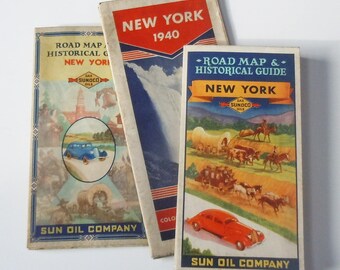 ROAD MAP &
HISTORICAL GU
NEW YORK
SUNOCO
SUN OIL COMPANY
NEW YORK
1940
ROAD MAP &
HISTORICAL GUIDE
NEW YORK
SUNOCO
SUN OIL COMPANY